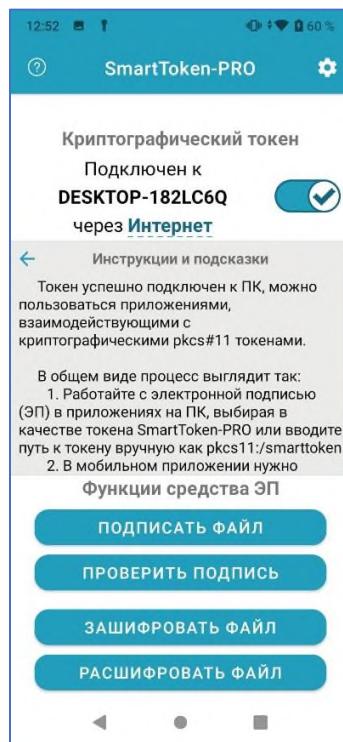 12:52
60 %
SmartToken-PRO
Криптографический токен
Подключен к
DESKTOP-182LC6Q
через Интернет
Инструкции и подсказки
Токен успешно подключен к ПК, можно
пользоваться приложениями,
взаимодействующими с
криптографическими pkcs#11 токенами.
В общем виде процесс выглядит так:
1. Работайте с электронной подписью
(ЭП) в приложениях на ПК, выбирая в
качестве токена SmartToken-PRO или вводите
путь к токену вручную как pkcs11:/smarttoken
2. В мобильном приложении нужно
Функции средства ЭП
ПОДПИСАТЬ ФАЙЛ
ПРОВЕРИТЬ ПОДПИСЬ
ЗАШИФРОВАТЬ ФАЙЛ
РАСШИФРОВАТЬ ФАЙЛ